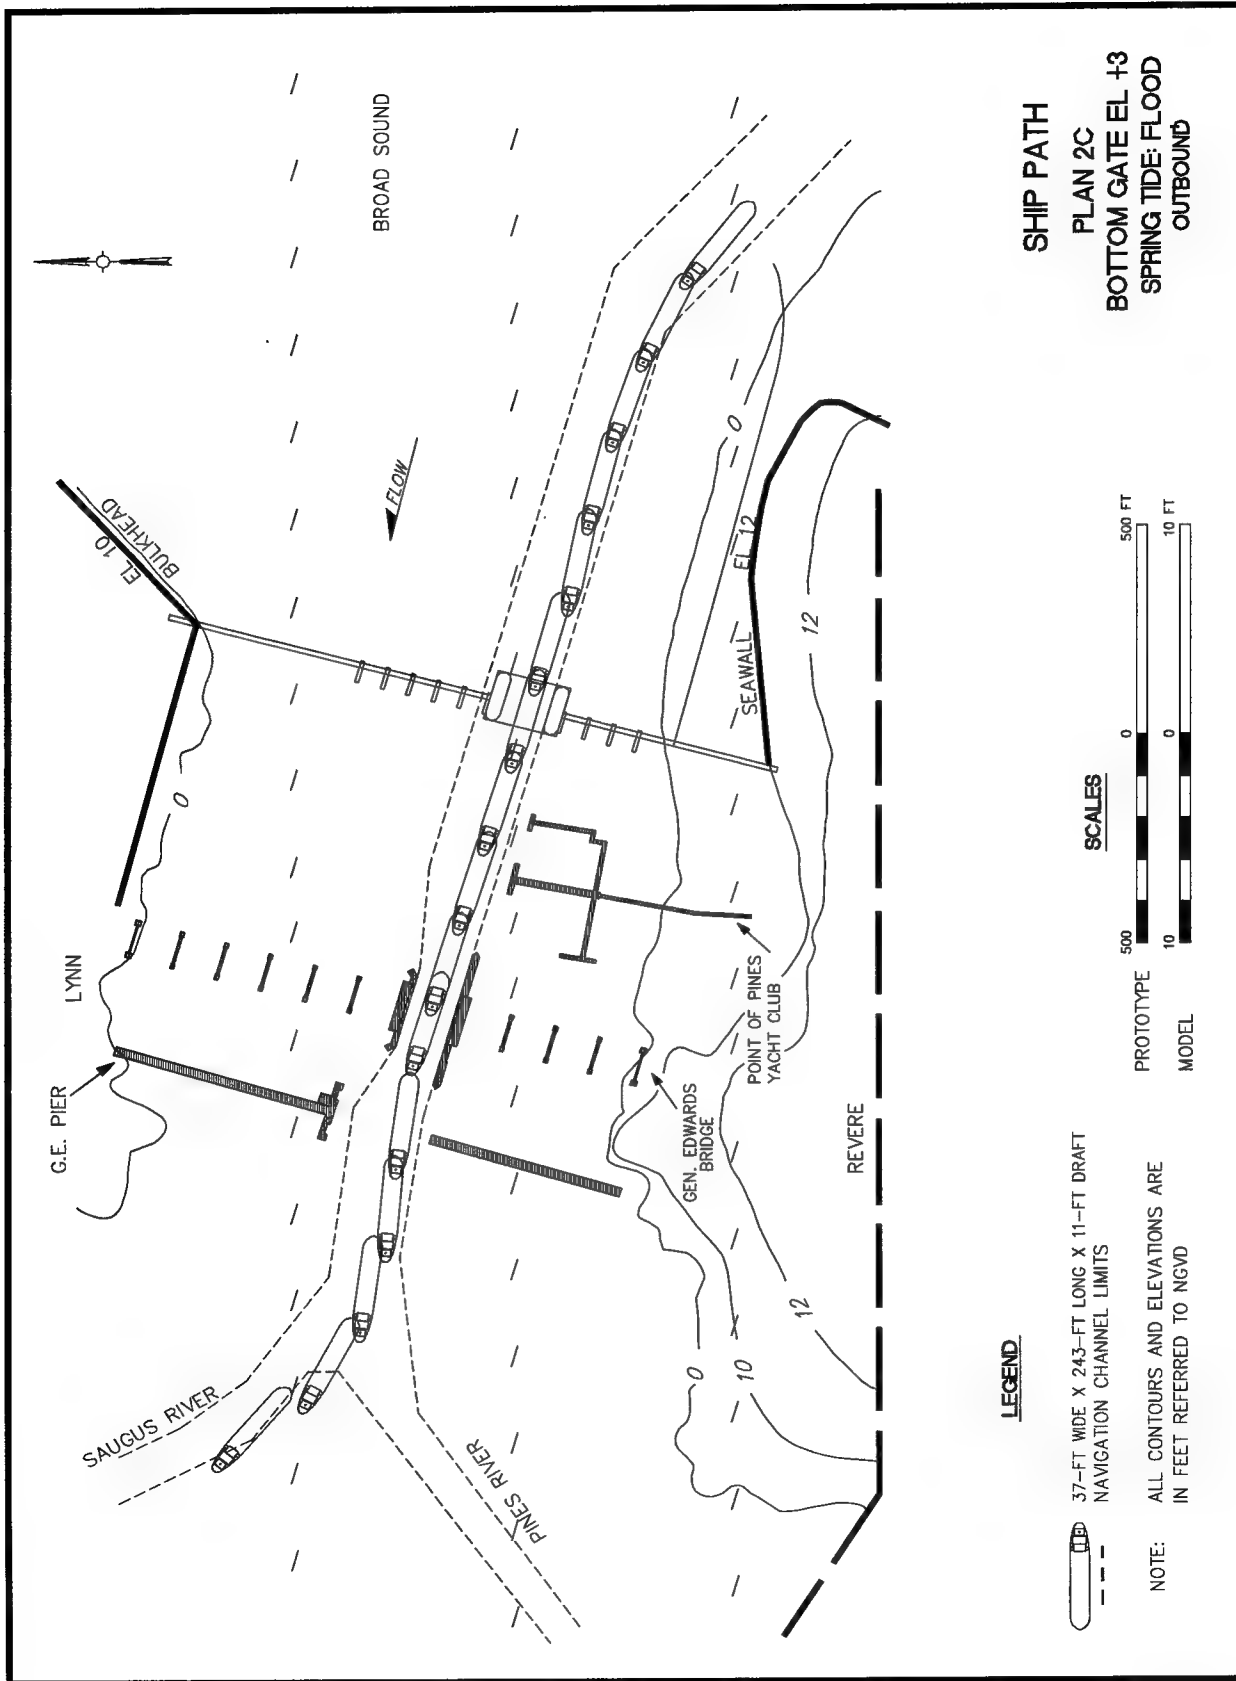 SHIP PATH
PLAN 2C
BOTTOM GATE EL +3
SPRING TIDE: FLOOD
OUTBOUND
BROAD SOUND
FLOW
EL 10
BULKHEAD
0
LYNN
G.E. PIER
SAUGUS RIVER
PINES RIVER
0
SEAWALL EL 12
12
POINT OF PINES
YACHT CLUB
GEN. EDWARDS
BRIDGE
REVERE
0
10
12
SCALES
PROTOTYPE
500
0
500 FT
MODEL
10
0
10 FT
LEGEND
37-FT WIDE X 243-FT LONG X 11-FT DRAFT
NAVIGATION CHANNEL LIMITS
NOTE: ALL CONTOURS AND ELEVATIONS ARE
IN FEET REFERRED TO NGVD